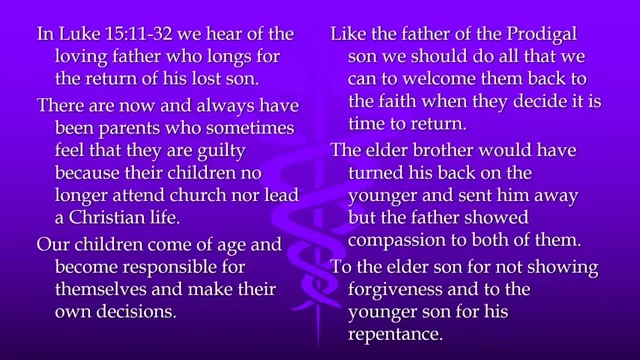 In Luke 15:11-32 we hear of the
loving father who longs for
the return of his lost son.
There are now and always have
been parents who sometimes
feel that they are guilty
because their children no
longer attend church nor lead
a Christian life.
Our children come of age and
become responsible for
themselves and make their
own decisions.
Like the father of the Prodigal
son we should do all that we
can to welcome them back to
the faith when they decide it is
time to return.
The elder brother would have
turned his back on the
younger and sent him away
but the father showed
compassion to both of them.
To the elder son for not showing
forgiveness and to the
younger son for his
repentance.